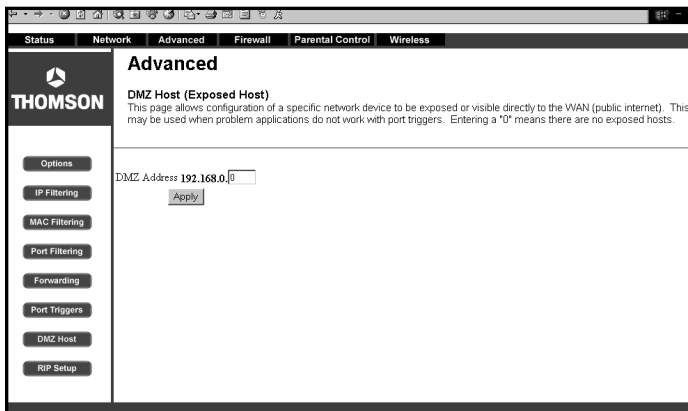 Status Network Advanced Firewall Parental Control Wireless
THOMSON
Advanced
DMZ Host (Exposed Host)
This page allows configuration of a specific network device to be exposed or visible directly to the WAN (public internet). This
may be used when problem applications do not work with port triggers. Entering a "0" means there are no exposed hosts.
DMZ Address 192.168.0.0
Apply
Options
IP Filtering
MAC Filtering
Port Filtering
Forwarding
Port Triggers
DMZ Host
RIP Setup